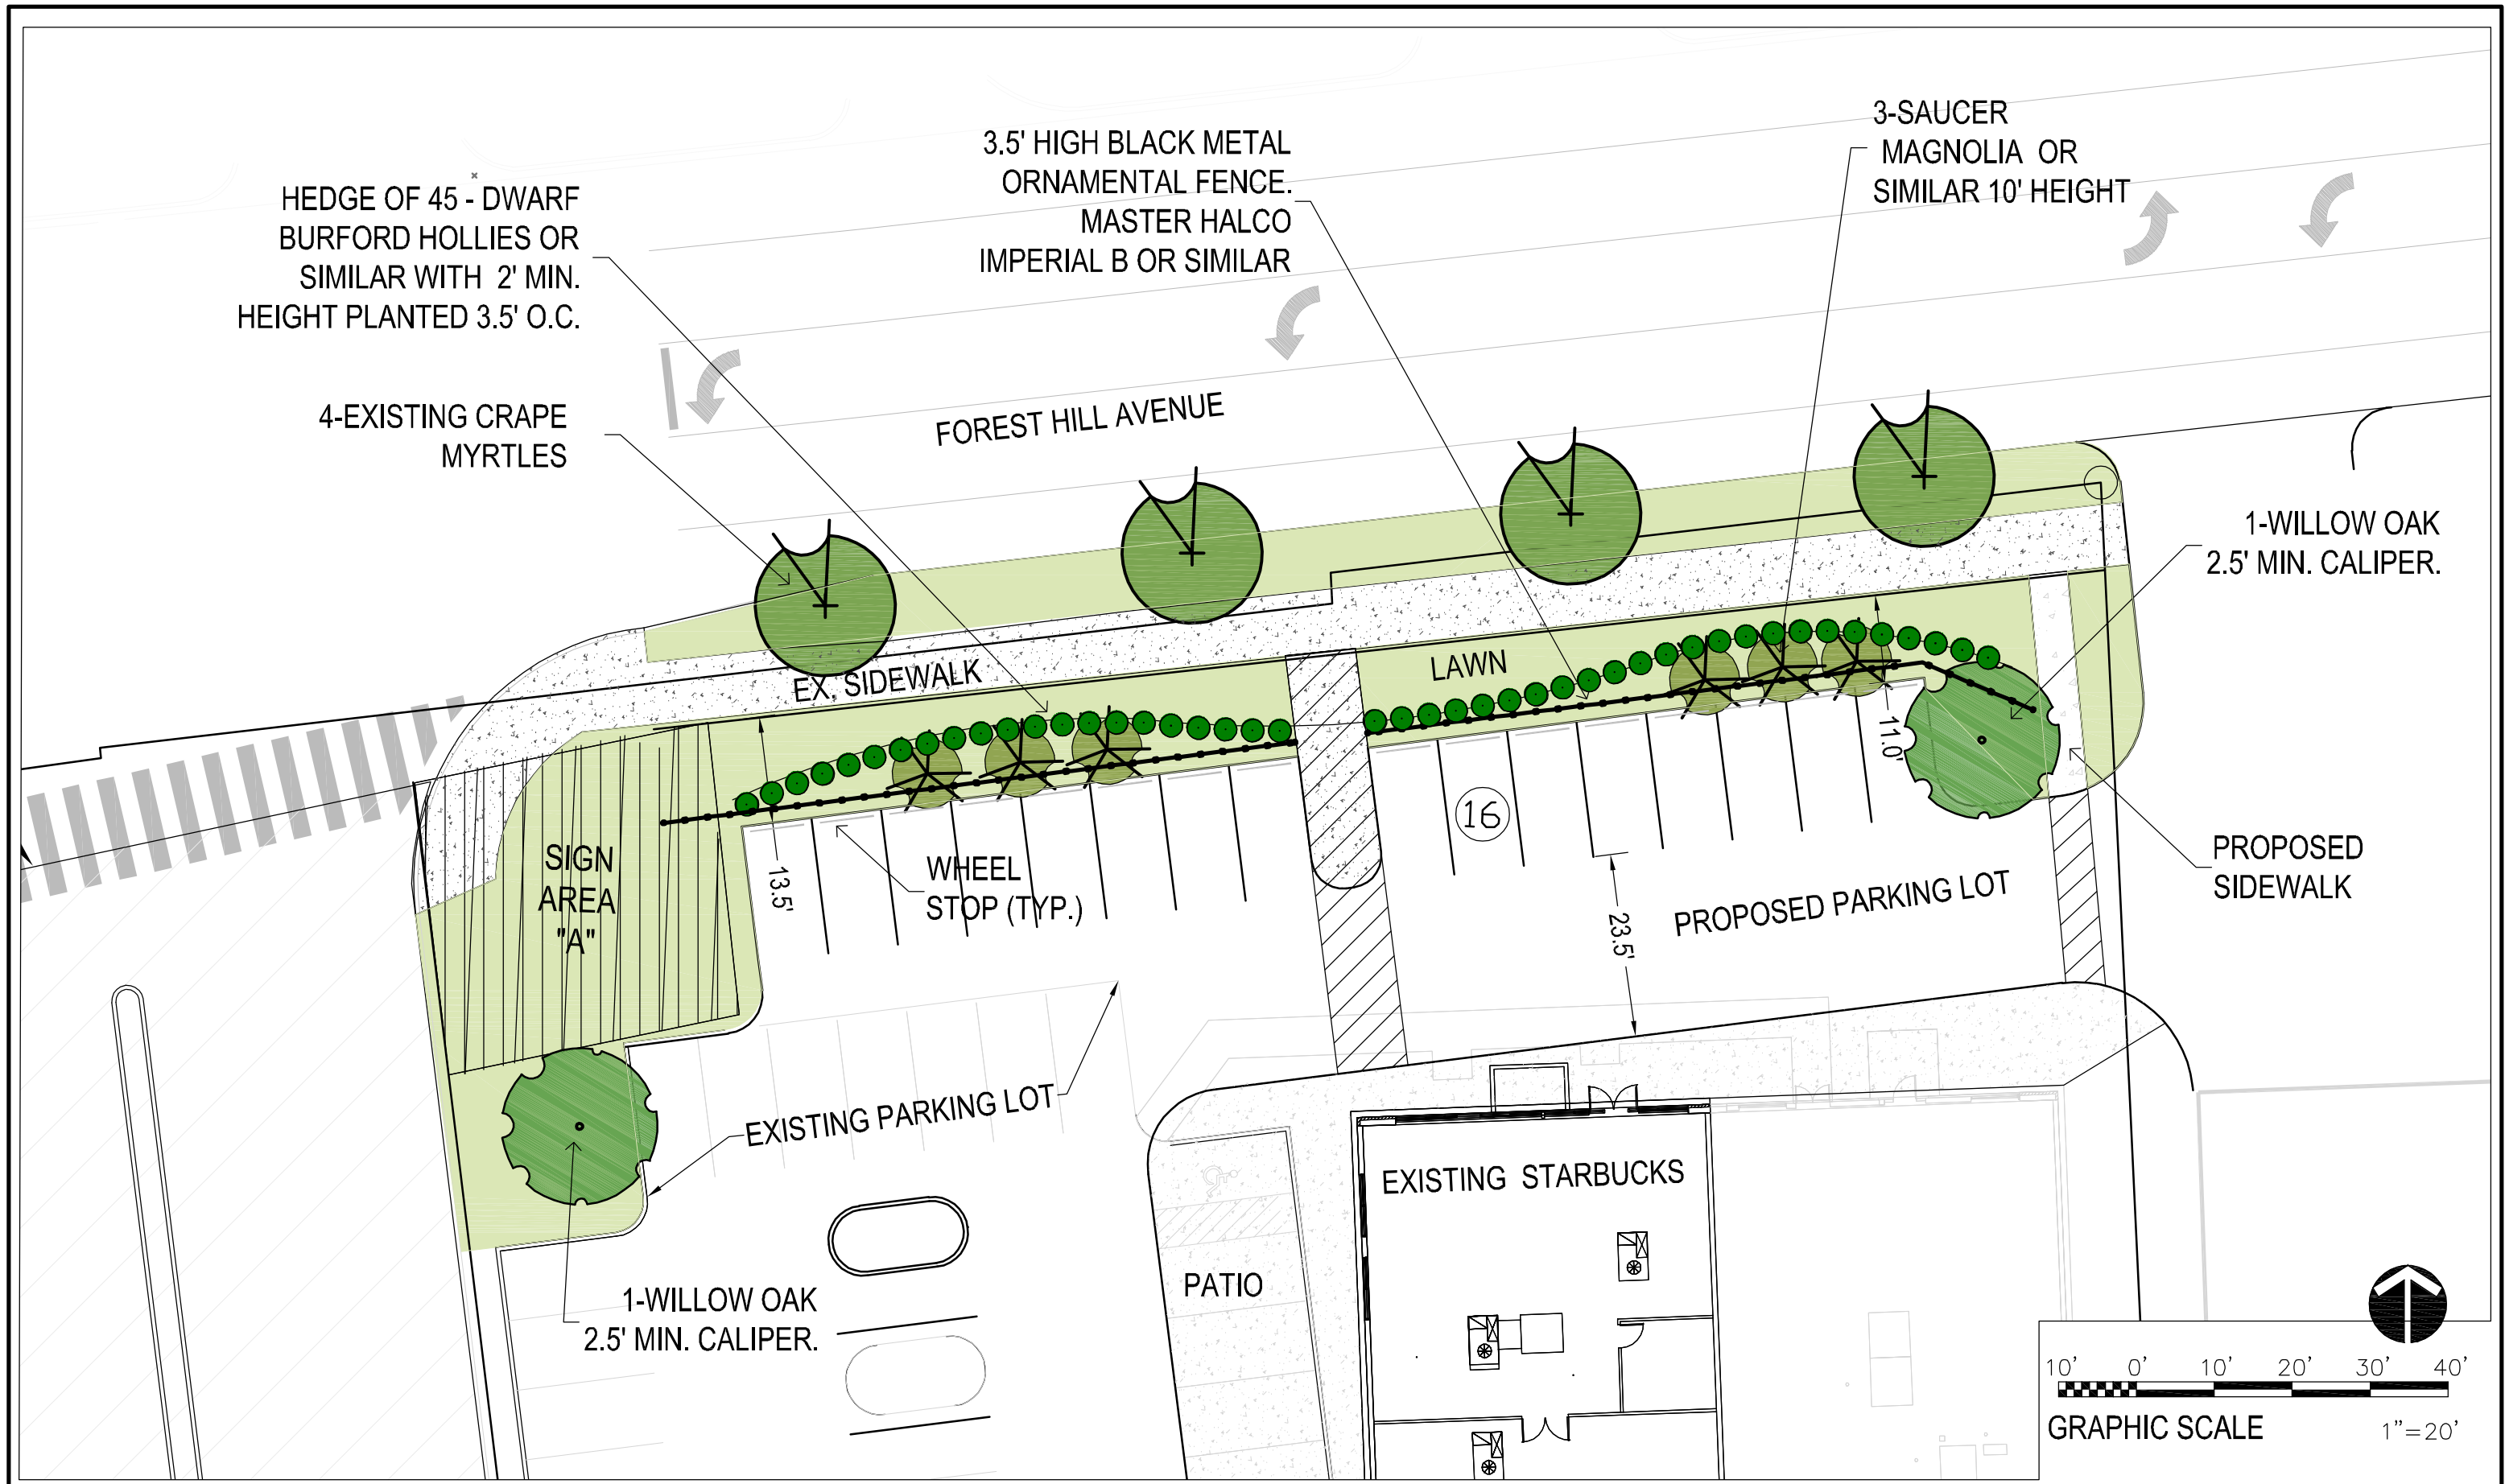 HEDGE OF 45 - DWARF
BURFORD HOLLIES OR
SIMILAR WITH 2' MIN.
HEIGHT PLANTED 3.5' O.C.
3.5' HIGH BLACK METAL
ORNAMENTAL FENCE.
MASTER HALCO
IMPERIAL B OR SIMILAR
3-SAUCER
MAGNOLIA OR
SIMILAR 10' HEIGHT
4-EXISTING CRAPE
MYRTLES
FOREST HILL AVENUE
1-WILLOW OAK
2.5' MIN. CALIPER.
EX. SIDEWALK
LAWN
11.0'
16
SIGN
AREA
"A"
13.5'
WHEEL
STOP (TYP.)
23.5'
PROPOSED PARKING LOT
PROPOSED
SIDEWALK
EXISTING PARKING LOT
EXISTING STARBUCKS
PATIO
1-WILLOW OAK
2.5' MIN. CALIPER.
10' 0' 10' 20' 30' 40'
GRAPHIC SCALE 1"=20'